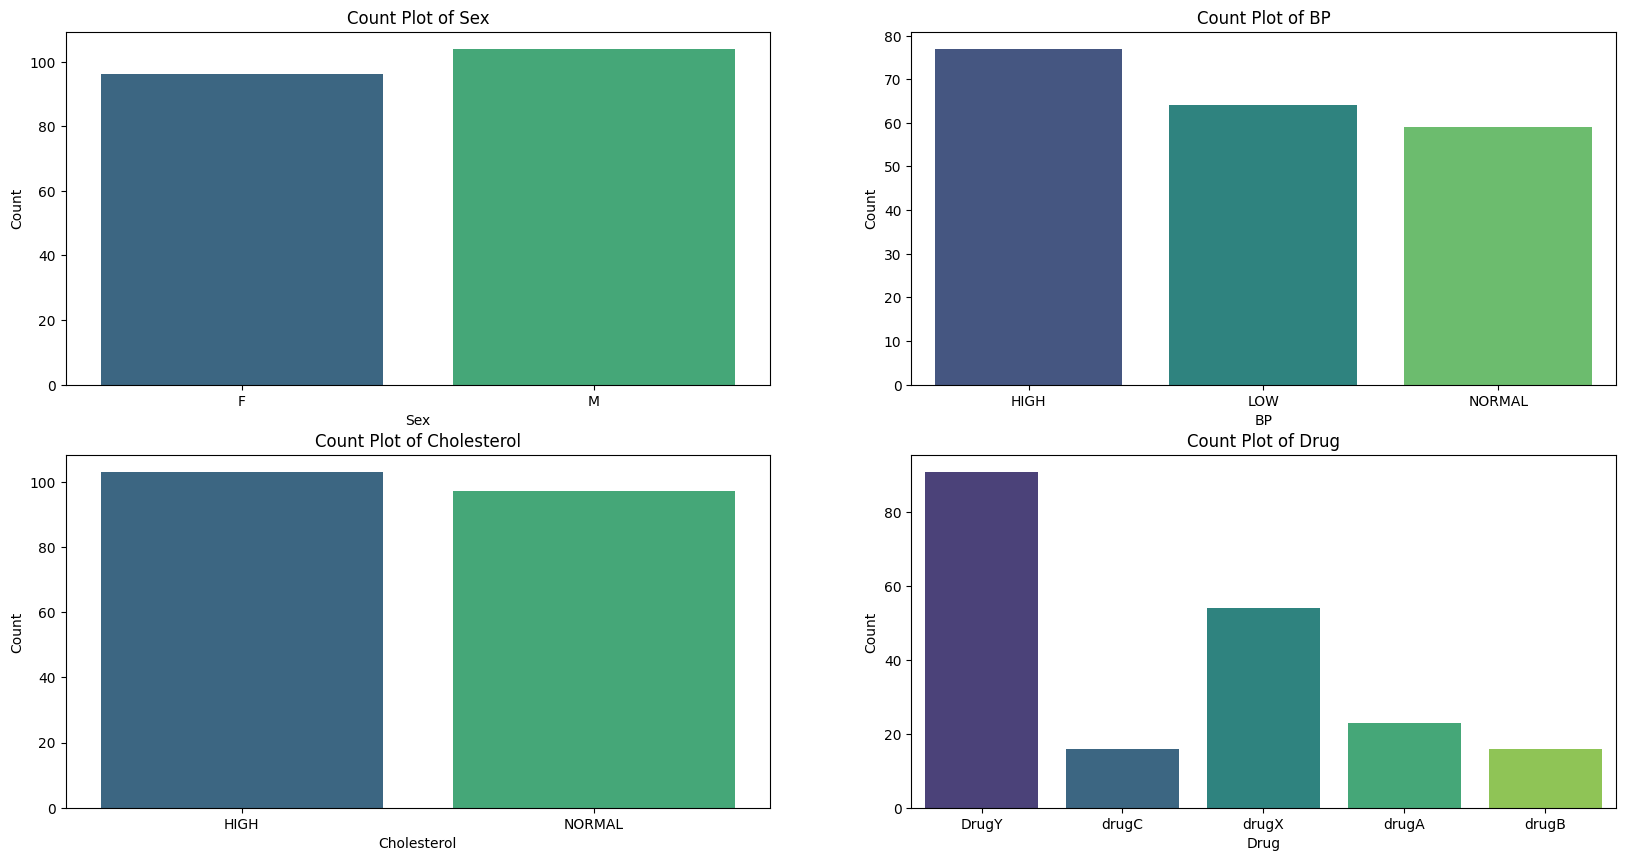 Count Plot of Sex
100
80
60
40
20
0
Count
F M
Sex
Count Plot of BP
80
70
60
50
40
30
20
10
0
Count
HIGH LOW NORMAL
BP
Count Plot of Cholesterol
100
80
60
40
20
0
Count
HIGH NORMAL
Cholesterol
Count Plot of Drug
80
60
40
20
0
Count
DrugY drugC drugX drugA drugB
Drug